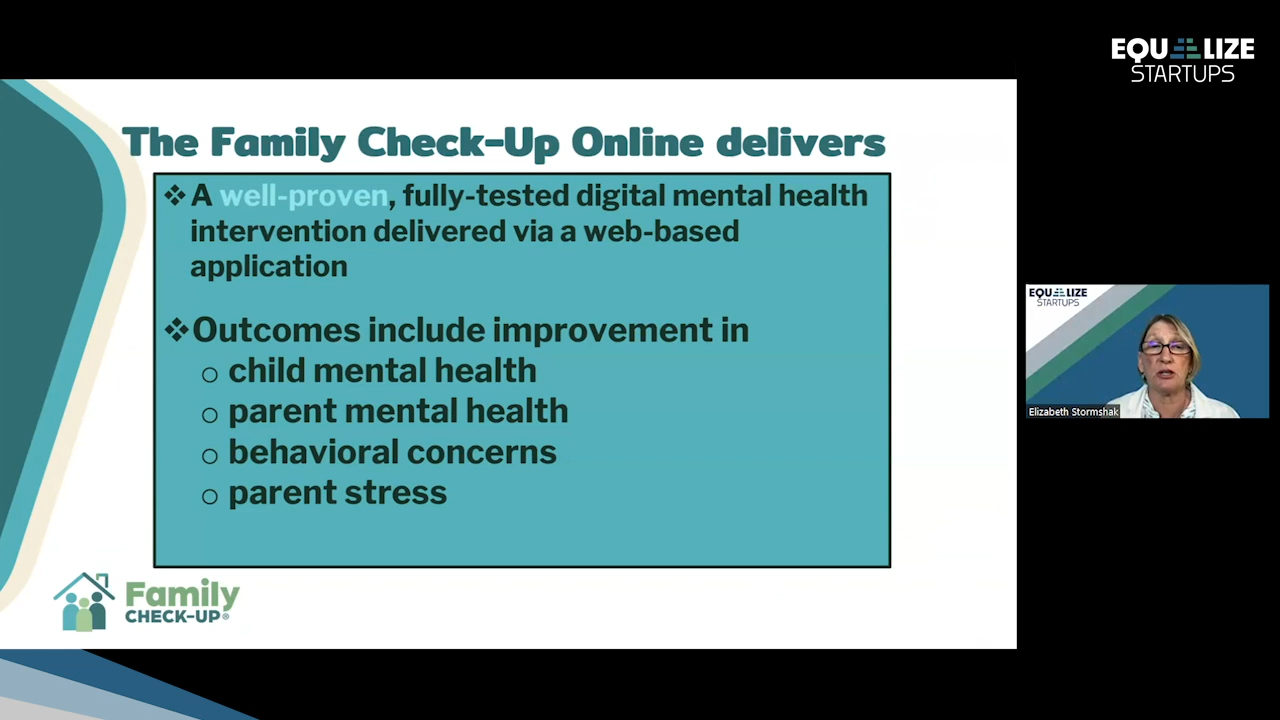 EQUALIZE
STARTUPS
The Family Check-Up Online delivers
❖ A well-proven, fully-tested digital mental health
intervention delivered via a web-based
application
❖ Outcomes include improvement in
o child mental health
o parent mental health
o behavioral concerns
o parent stress
EQUALIZE
STARTUPS
Elizabeth Stormshak
Family
CHECK-UP®